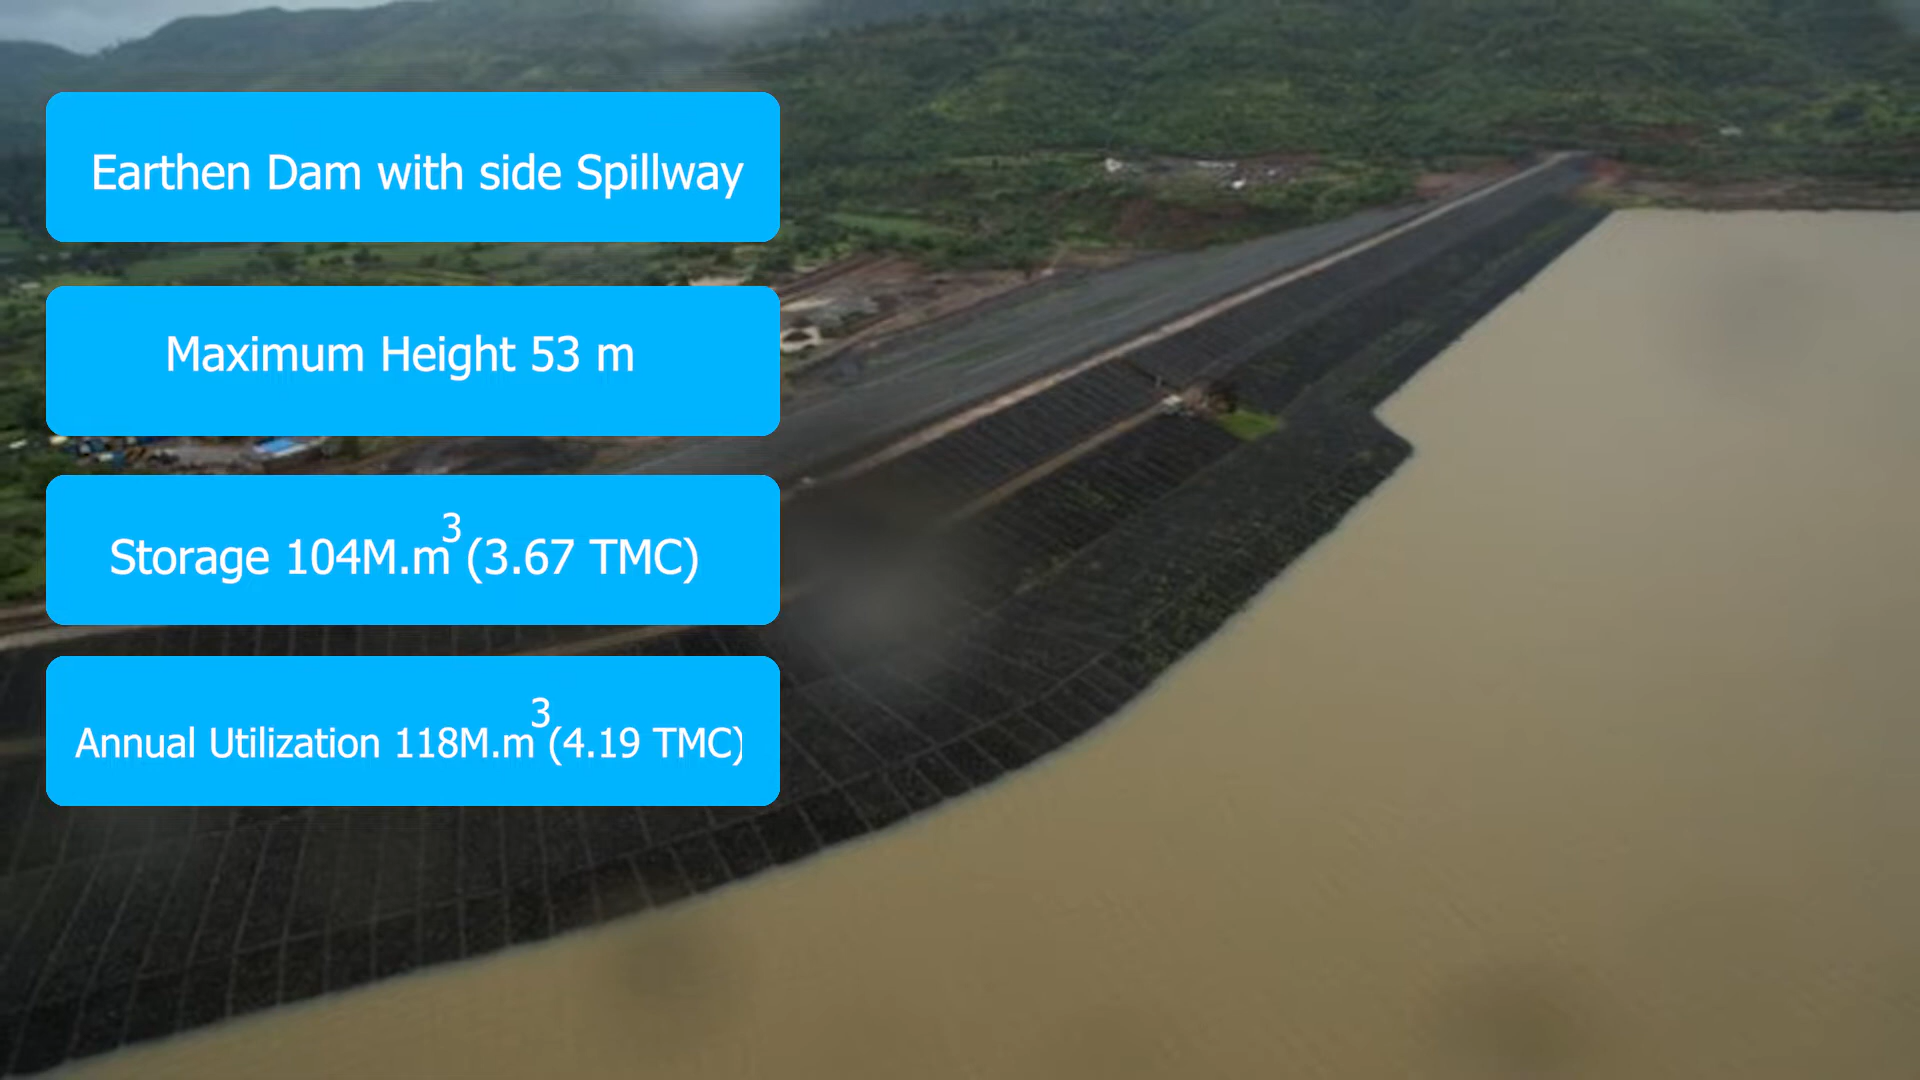 Earthen Dam with side Spillway
Maximum Height 53 m
Storage 104M.m³(3.67 TMC)
Annual Utilization 118M.m³(4.19 TMC)